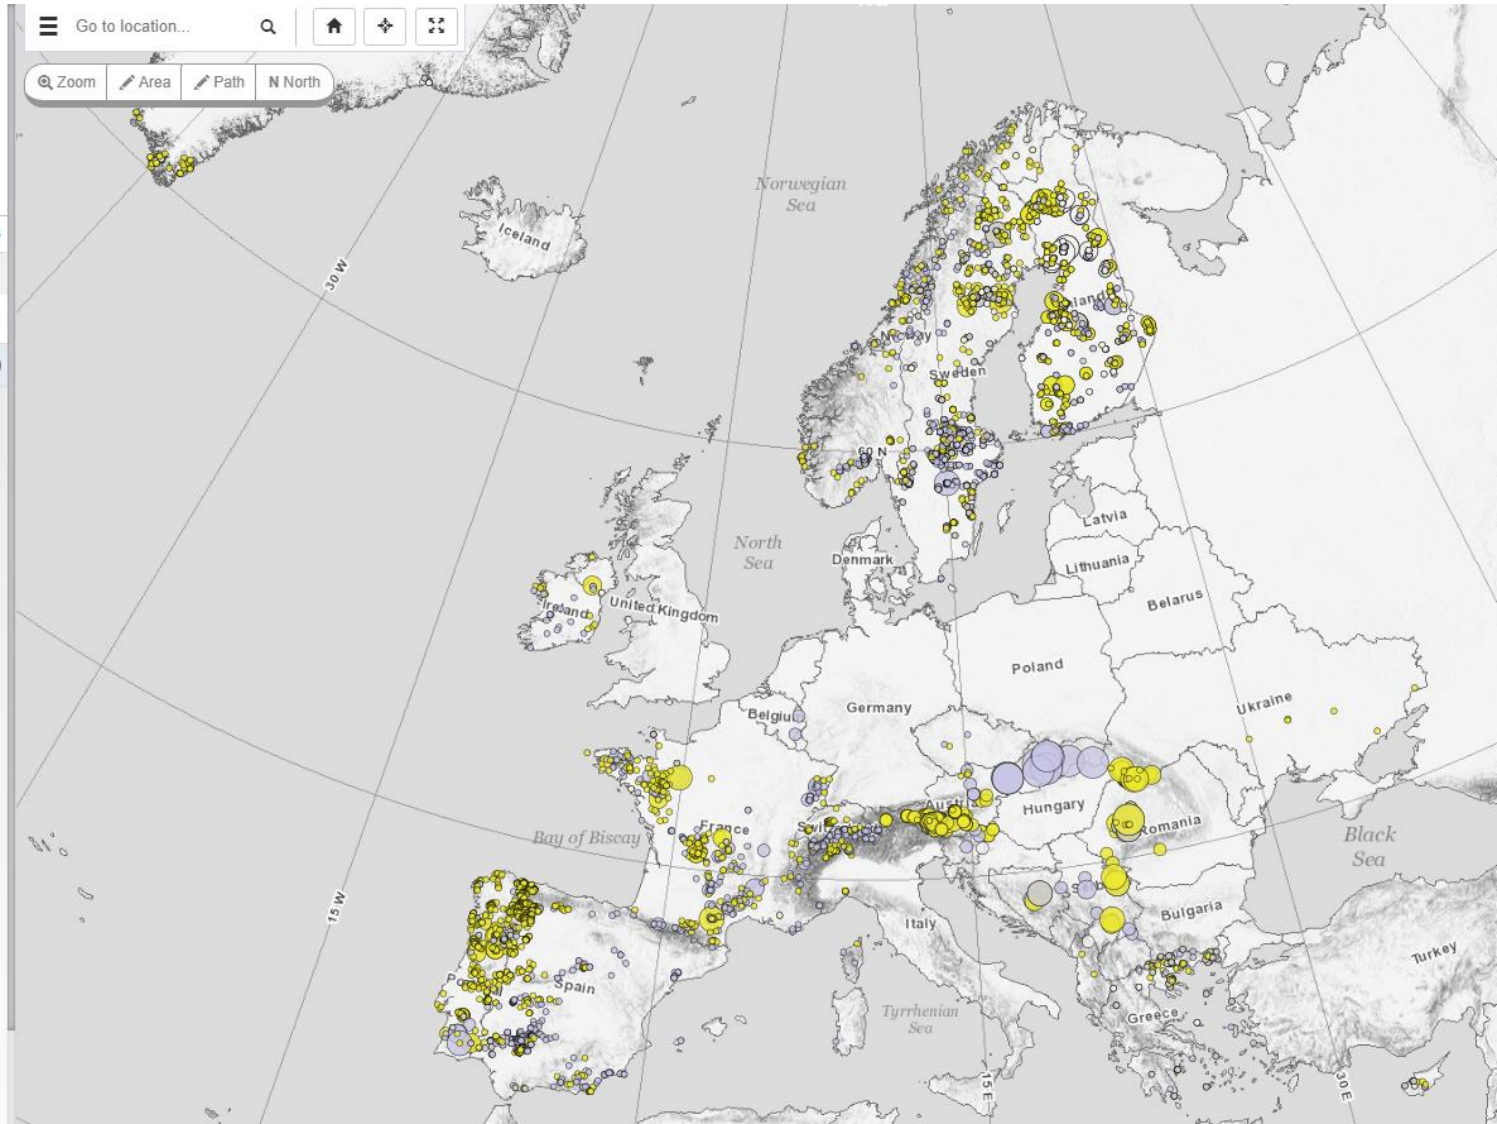 Go to location...
Zoom
Area
Path
N North
Norwegian
Sea
Iceland
30 W
Sweden
60 N
North
Sea
Latvia
Lithuania
Denmark
Belarus
Ireland
United Kingdom
Poland
Ukraine
Germany
Hungary
France
Bay of Biscay
Romania
Black
Sea
15 W
Bulgaria
Italy
Turkey
Spain
Tyrrhenian
Sea
Greece
15 E
30 E